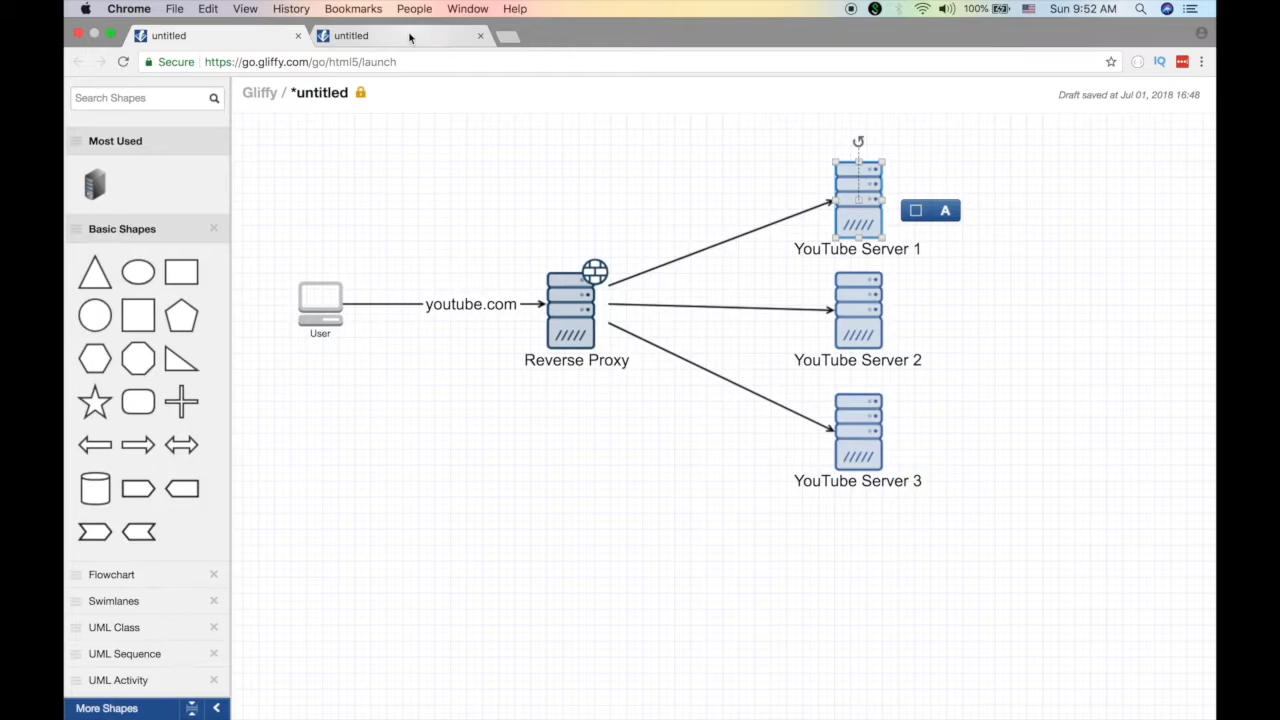 Chrome File Edit View History Bookmarks People Window Help 100% Sun 9:52 AM
untitled untitled
Secure https://go.gliffy.com/go/html5/launch IQ
Search Shapes
Gliffy / *untitled
Draft saved at Jul 01, 2018 16:48
Most Used
Basic Shapes
A
YouTube Server 1
youtube.com
User
Reverse Proxy
YouTube Server 2
YouTube Server 3
Flowchart
Swimlanes
UML Class
UML Sequence
UML Activity
More Shapes